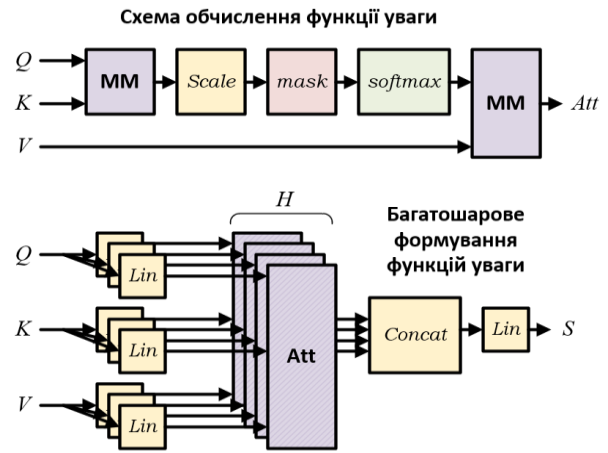 Схема обчислення функції уваги
Q
K
V
MM
Scale
mask
softmax
MM
Att
H
Багатошарове
формування
функцій уваги
Q
Lin
K
Lin
V
Lin
Att
Concat
Lin
S